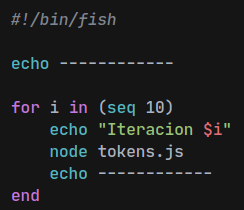 #!/bin/fish
echo ------------
for i in (seq 10)
    echo "Iteracion $i"
    node tokens.js
    echo ------------
end